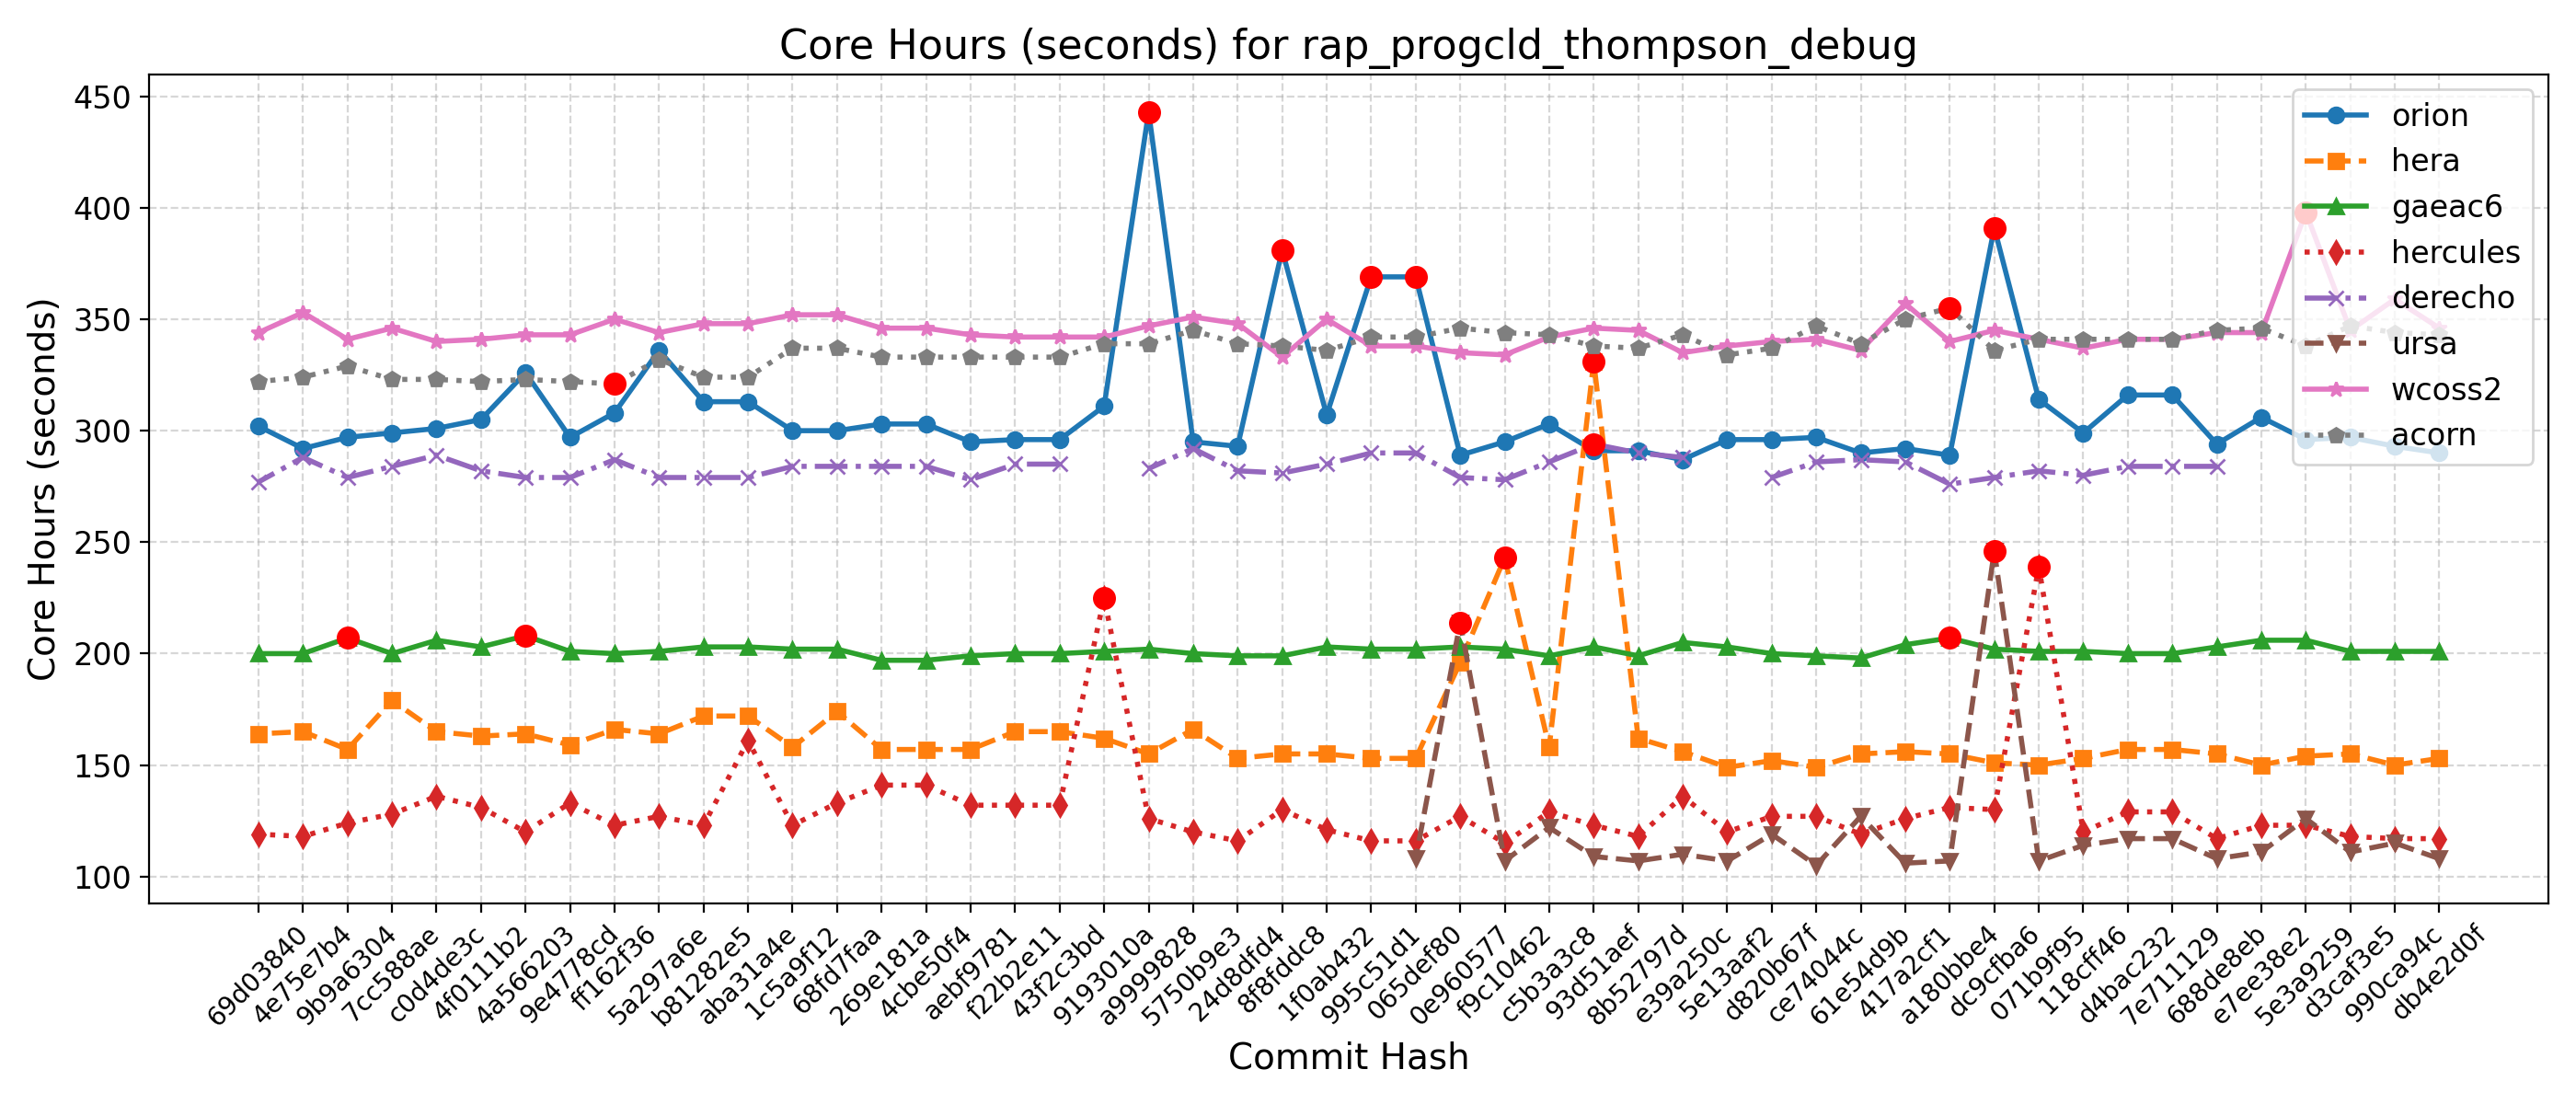 Core Hours (seconds) for rap_progcld_thompson_debug
Core Hours (seconds)
450
400
350
300
250
200
150
100
orion
hera
gaeac6
hercules
derecho
ursa
wcoss2
acorn
69d03840
4e75e7b4
9b9a6304
7cc588ae
c0d4de3c
4f0111b2
4a566203
9e4778cd
ff162f36
5a297a6e
b81282e5
aba31a4e
1c5a9f12
68fd7faa
269e181a
4cbe50f4
aebf9781
f22b2e11
43f2c3bd
9193010a
a9999828
5750b9e3
24d8dfd4
8f8fddc8
1f0ab432
995c51d1
065def80
0e960577
f9c10462
c5b3a3c8
93d51aef
8b52797d
e39a250c
5e13aaf2
d820b67f
ce74044c
61e54d9b
417a2cf1
a180bbe4
dc9cfba6
071b9f95
118cff46
d4bac232
7e711129
688de8eb
e7ee38e2
5e3a9259
d3caf3e5
990ca94c
db4e2d0f
Commit Hash